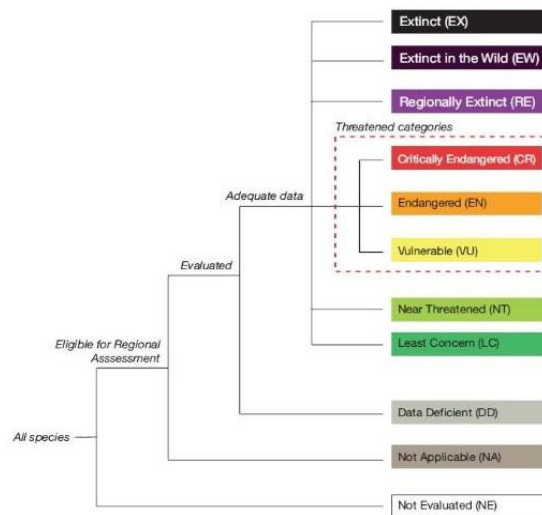 Extinct (EX)
Extinct in the Wild (EW)
Regionally Extinct (RE)
Threatened categories
Critically Endangered (CR)
Adequate data
Endangered (EN)
Vulnerable (VU)
Evaluated
Near Threatened (NT)
Eligible for Regional
Asssessment
Least Concern (LC)
Data Deficient (DD)
All species
Not Applicable (NA)
Not Evaluated (NE)